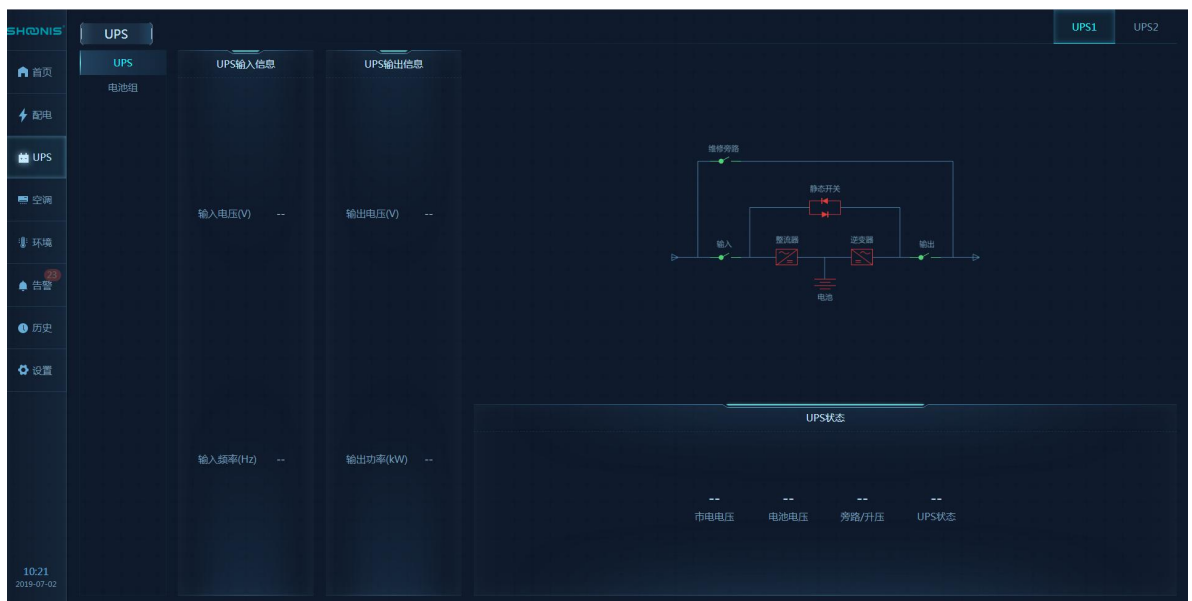 SHOONIS
UPS
UPS1
UPS2
首页
配电
UPS
空调
环境
23
告警
历史
设置
10:21
2019-07-02
UPS
电池组
UPS输入信息
输入电压(V) --
输入频率(Hz) --
UPS输出信息
输出电压(V) --
输出功率(kW) --
维修旁路
静态开关
输入
整流器
逆变器
输出
电池
UPS状态
-- -- -- --
市电电压 电池电压 旁路/升压 UPS状态